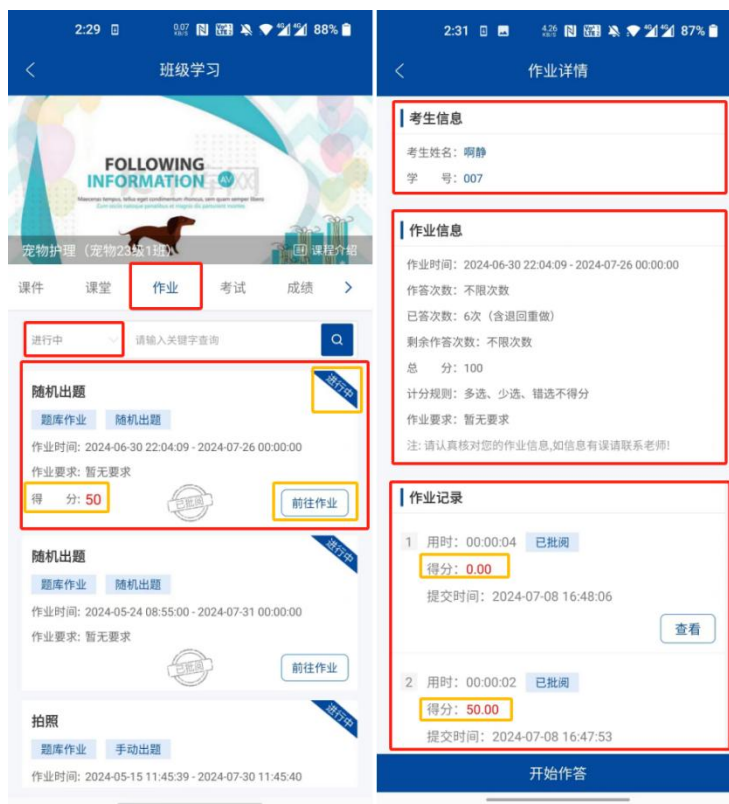 2:29
0.07
KB/S
4G
4G
88%
班级学习
FOLLOWING
INFORMATION
AV
宠物护理（宠物23级1班）
课程介绍
课件
课堂
作业
考试
成绩
进行中
请输入关键字查询
随机出题
进行中
题库作业
随机出题
作业时间: 2024-06-30 22:04:09 - 2024-07-26 00:00:00
作业要求: 暂无要求
得 分: 50
已批阅
前往作业
随机出题
进行中
题库作业
随机出题
作业时间: 2024-05-24 08:55:00 - 2024-07-31 00:00:00
作业要求: 暂无要求
已批阅
前往作业
拍照
进行中
题库作业
手动出题
作业时间: 2024-05-15 11:45:39 - 2024-07-30 11:45:40
2:31
4.26
KB/S
4G
4G
87%
作业详情
考生信息
考生姓名：啊静
学 号：007
作业信息
作业时间：2024-06-30 22:04:09 - 2024-07-26 00:00:00
作答次数：不限次数
已答次数：6次（含退回重做）
剩余作答次数：不限次数
总 分：100
计分规则：多选、少选、错选不得分
作业要求：暂无要求
注: 请认真核对您的作业信息,如信息有误请联系老师!
作业记录
1 用时：00:00:04 已批阅
得分：0.00
提交时间：2024-07-08 16:48:06
查看
2 用时：00:00:02 已批阅
得分：50.00
提交时间：2024-07-08 16:47:53
开始作答